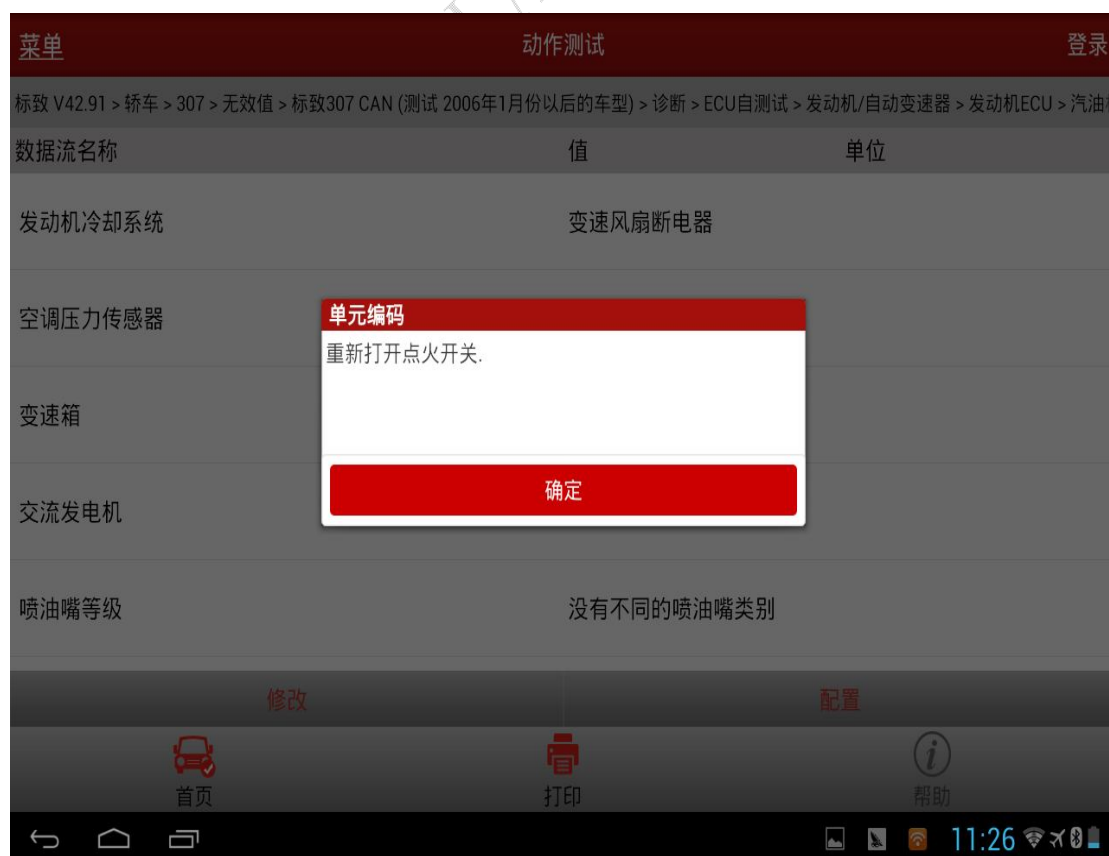 菜单 动作测试 登录
标致 V42.91 > 轿车 > 307 > 无效值 > 标致307 CAN (测试 2006年1月份以后的车型) > 诊断 > ECU自测试 > 发动机/自动变速器 > 发动机ECU > 汽油
数据流名称 值 单位
发动机冷却系统 变速风扇断电器
空调压力传感器
单元编码
重新打开点火开关.
变速箱
确定
交流发电机
喷油嘴等级 没有不同的喷油嘴类别
修改 配置
首页 打印 帮助
11:26